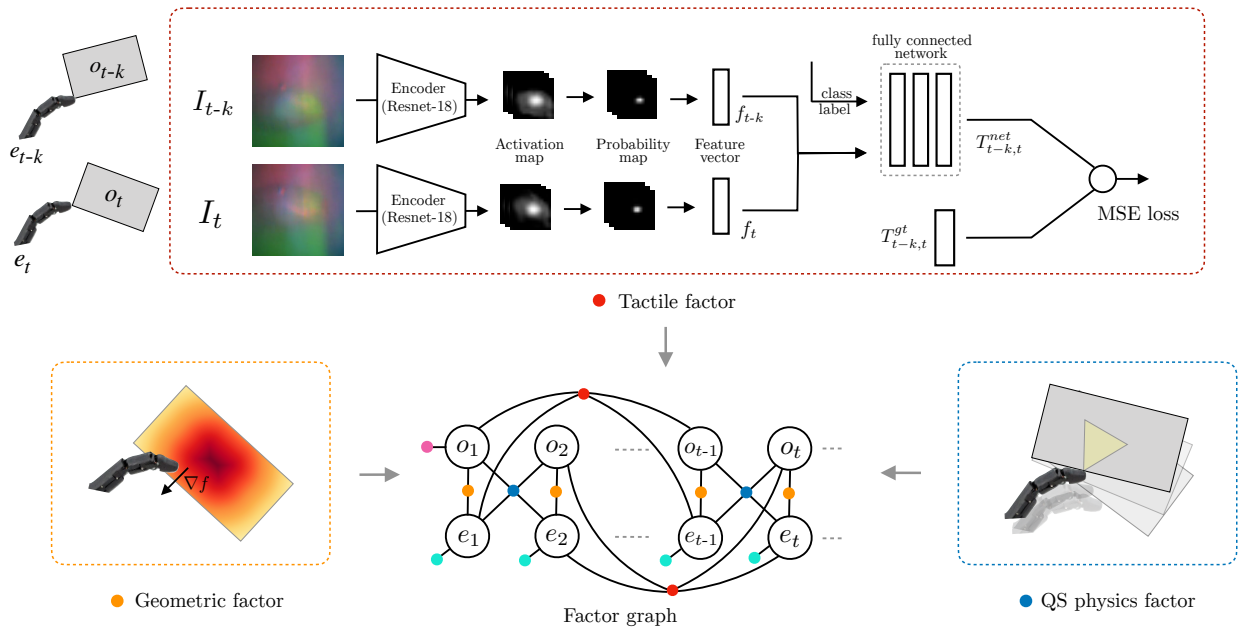 o_{t-k}
e_{t-k}
o_t
e_t
I_{t-k}
Encoder
(Resnet-18)
Activation
map
Probability
map
Feature
vector
f_{t-k}
I_t
Encoder
(Resnet-18)
f_t
fully connected
network
class
label
T^{net}_{t-k,t}
T^{gt}_{t-k,t}
MSE loss
Tactile factor
∇f
Geometric factor
o_1
o_2
o_{t-1}
o_t
e_1
e_2
e_{t-1}
e_t
Factor graph
QS physics factor